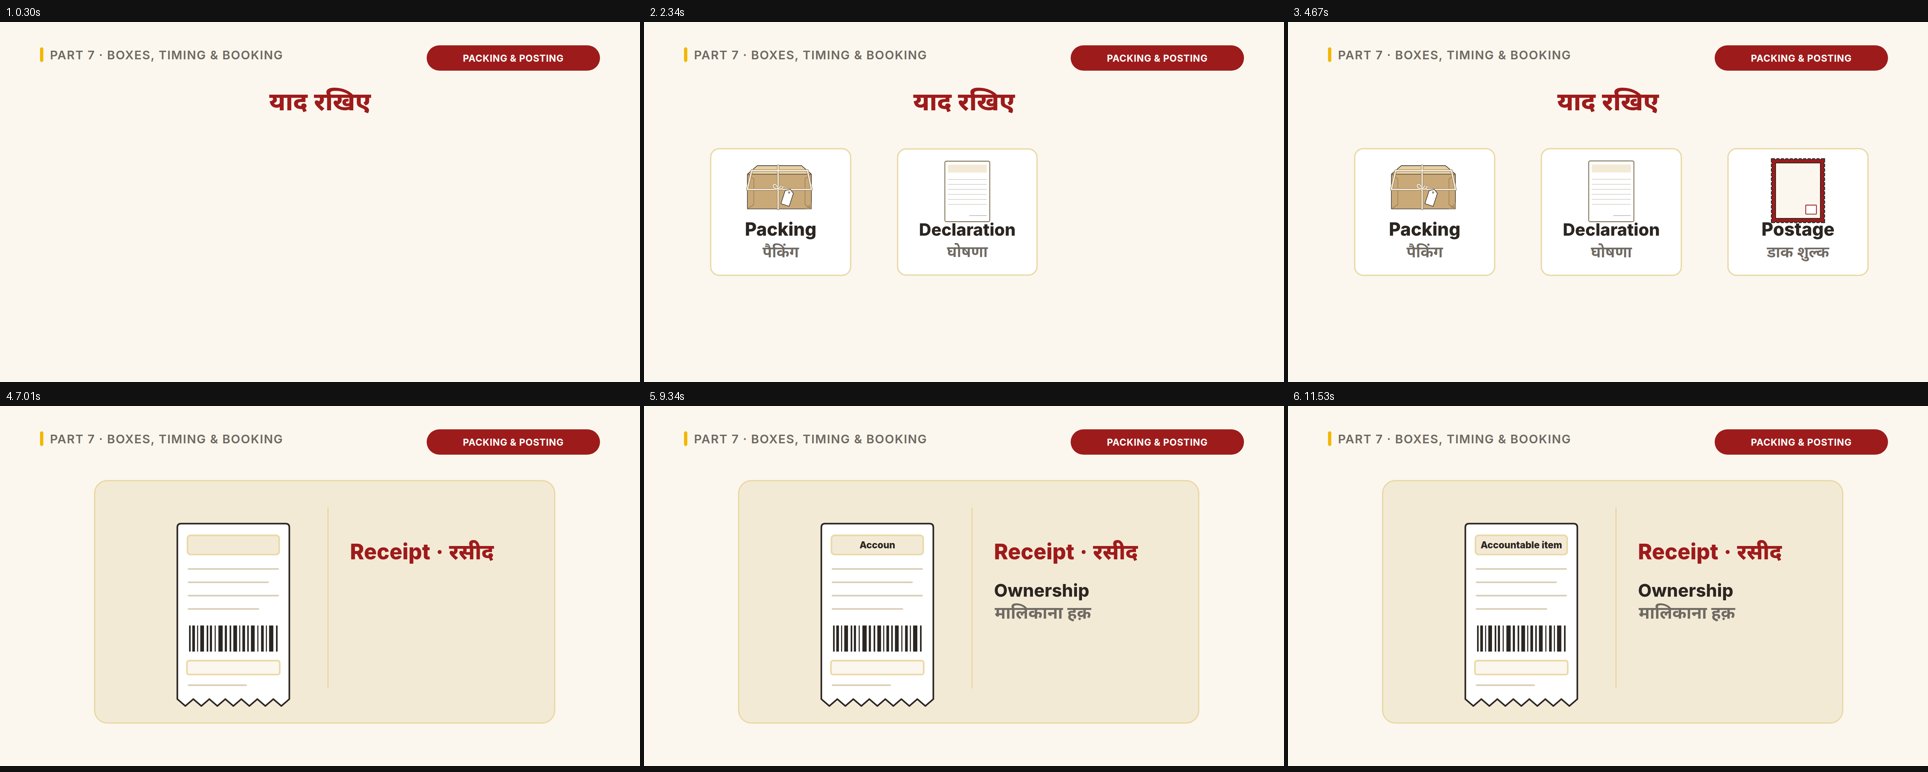 1. 0.30s
PART 7 · BOXES, TIMING & BOOKING
PACKING & POSTING
याद रखिए
2. 2.34s
PART 7 · BOXES, TIMING & BOOKING
PACKING & POSTING
याद रखिए
Packing
पैकिंग
Declaration
घोषणा
3. 4.67s
PART 7 · BOXES, TIMING & BOOKING
PACKING & POSTING
याद रखिए
Packing
पैकिंग
Declaration
घोषणा
Postage
डाक शुल्क
4. 7.01s
PART 7 · BOXES, TIMING & BOOKING
PACKING & POSTING
Receipt · रसीद
5. 9.34s
PART 7 · BOXES, TIMING & BOOKING
PACKING & POSTING
Accoun
Receipt · रसीद
Ownership
मालिकाना हक़
6. 11.53s
PART 7 · BOXES, TIMING & BOOKING
PACKING & POSTING
Accountable item
Receipt · रसीद
Ownership
मालिकाना हक़